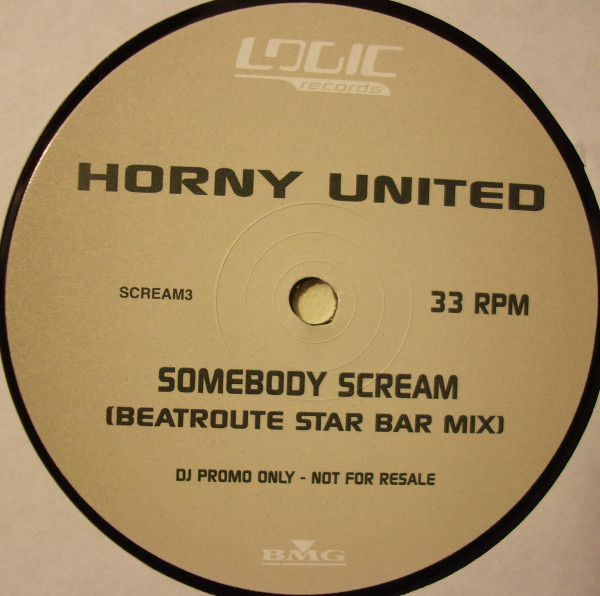 LOGIC
records
HORNY UNITED
SCREAM3
33 RPM
SOMEBODY SCREAM
(BEATROUTE STAR BAR MIX)
DJ PROMO ONLY - NOT FOR RESALE
BMG